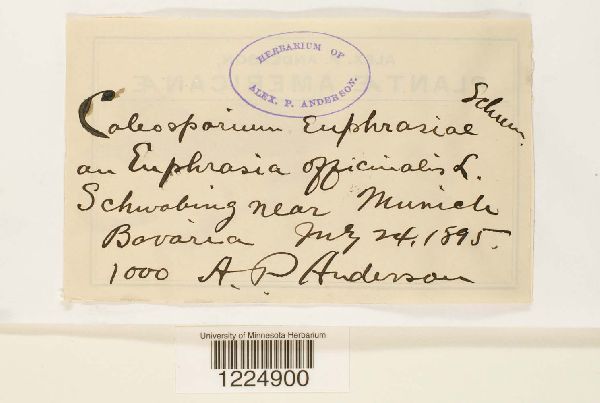 HERBARIUM OF
ALEX. P. ANDERSON.
Coleosporium Euphrasiae Schum.
an Euphrasia officinalis L.
Schwabing near Munich
Bavaria July 24, 1895.
1000 A. P. Anderson
University of Minnesota Herbarium
1224900